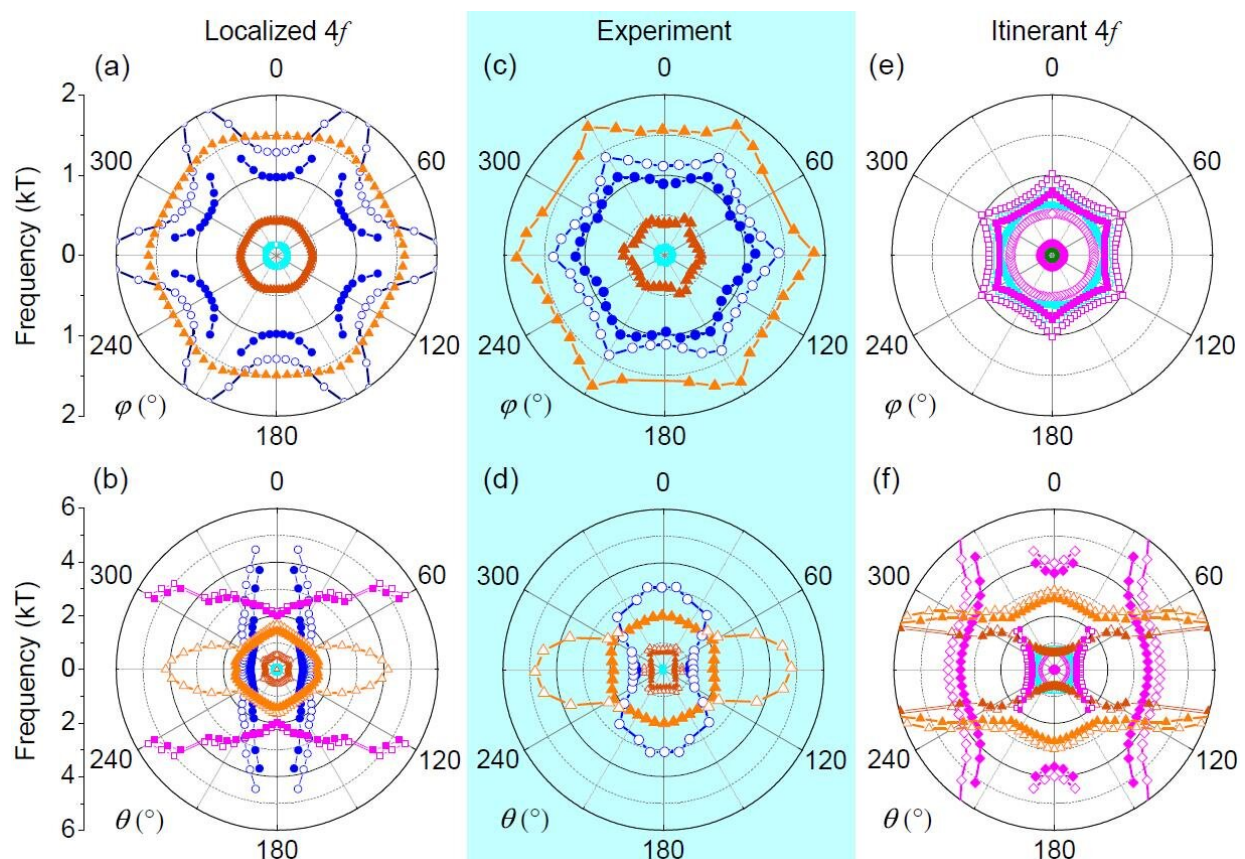 Localized 4f
Experiment
Itinerant 4f
(a)
0
(c)
0
(e)
0
2
1
0
1
2
Frequency (kT)
300
60
240
120
180
φ (°)
300
60
240
120
180
φ (°)
300
60
240
120
180
φ (°)
(b)
0
(d)
0
(f)
0
6
4
2
0
2
4
6
Frequency (kT)
300
60
240
120
180
θ (°)
300
60
240
120
180
θ (°)
300
60
240
120
180
θ (°)